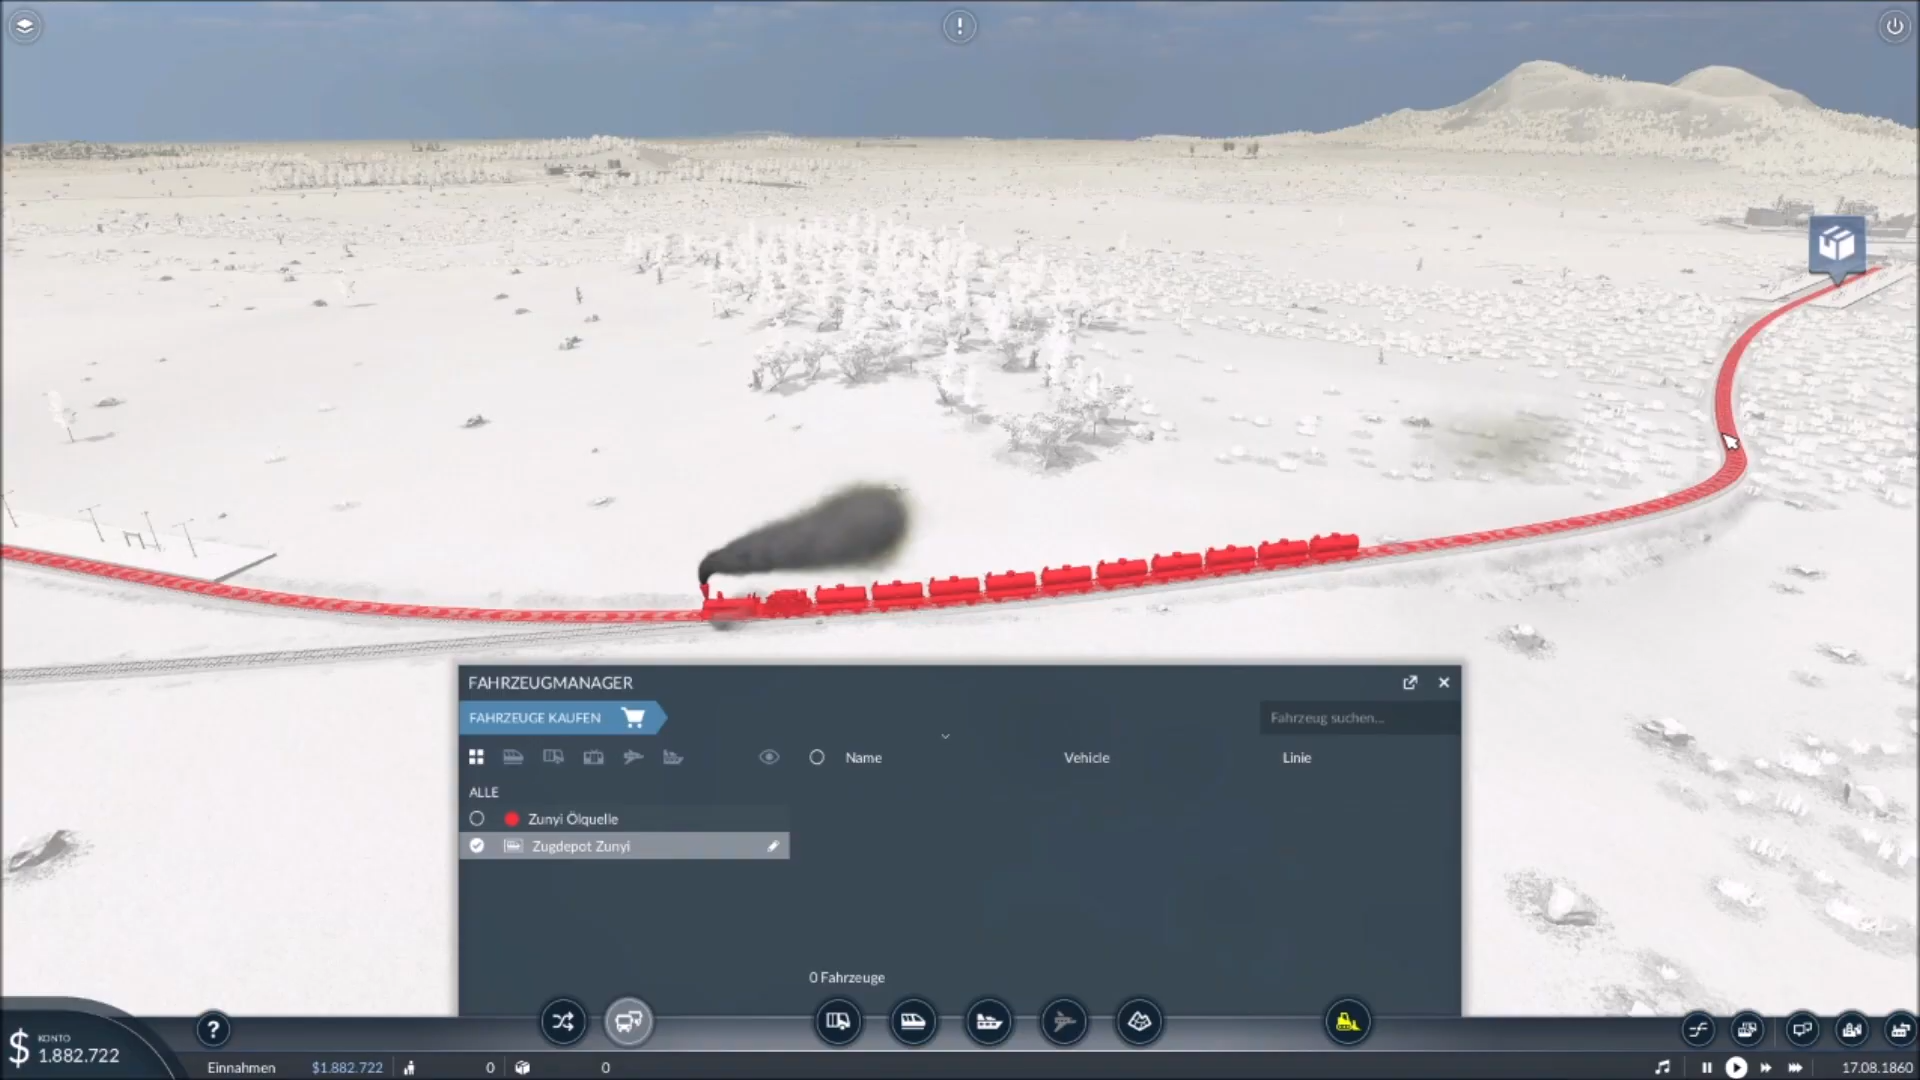 FAHRZEUGMANAGER
FAHRZEUGE KAUFEN
Fahrzeug suchen...
Name
Vehicle
Linie
ALLE
Zunyi Ölquelle
Zugdepot Zunyi
0 Fahrzeuge
$
KONTO
1.882.722
?
Einnahmen
$1.882.722
0
0
17.08.1860
!